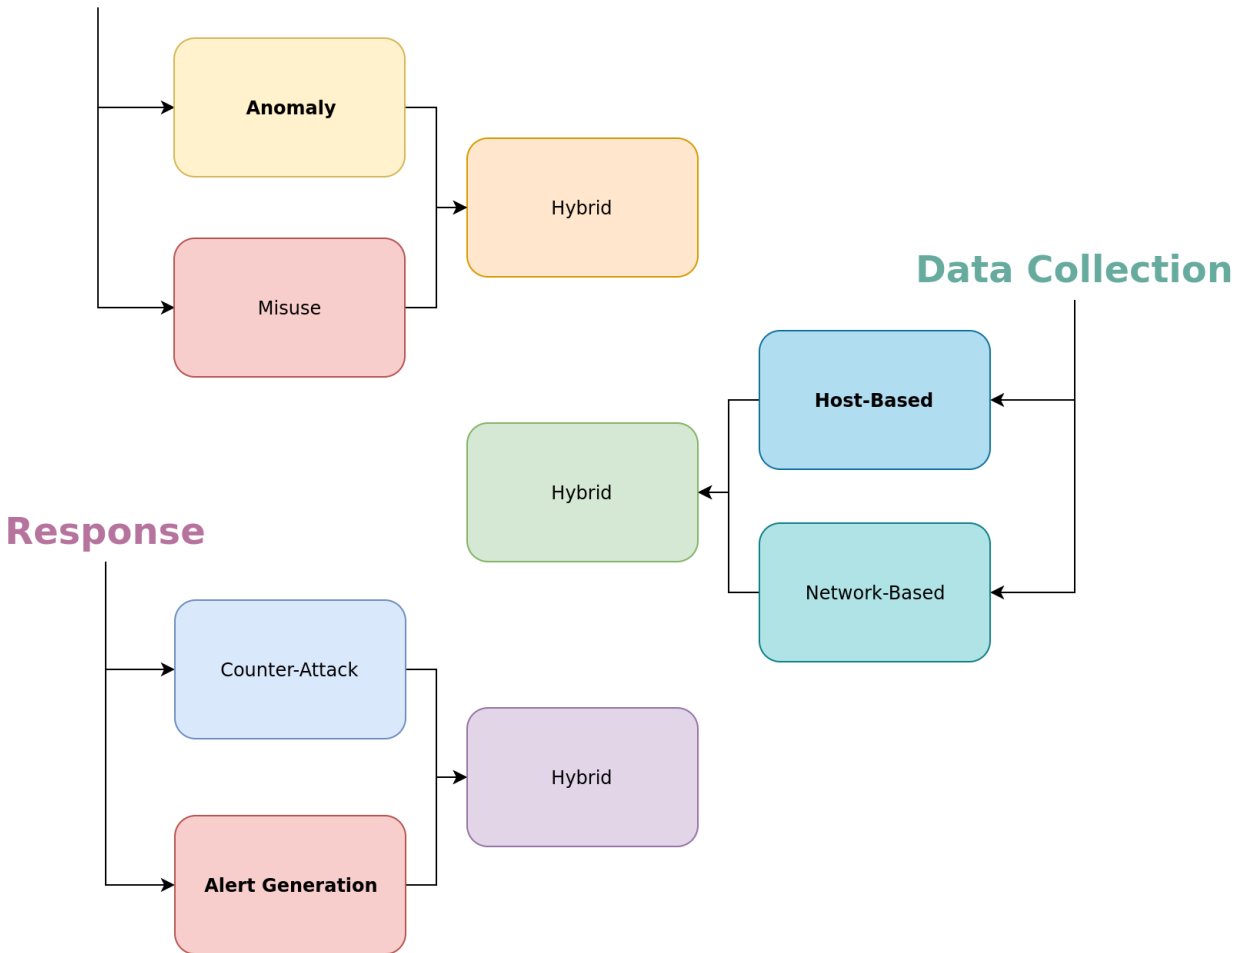 Anomaly
Hybrid
Misuse
Data Collection
Host-Based
Hybrid
Network-Based
Response
Counter-Attack
Hybrid
Alert Generation